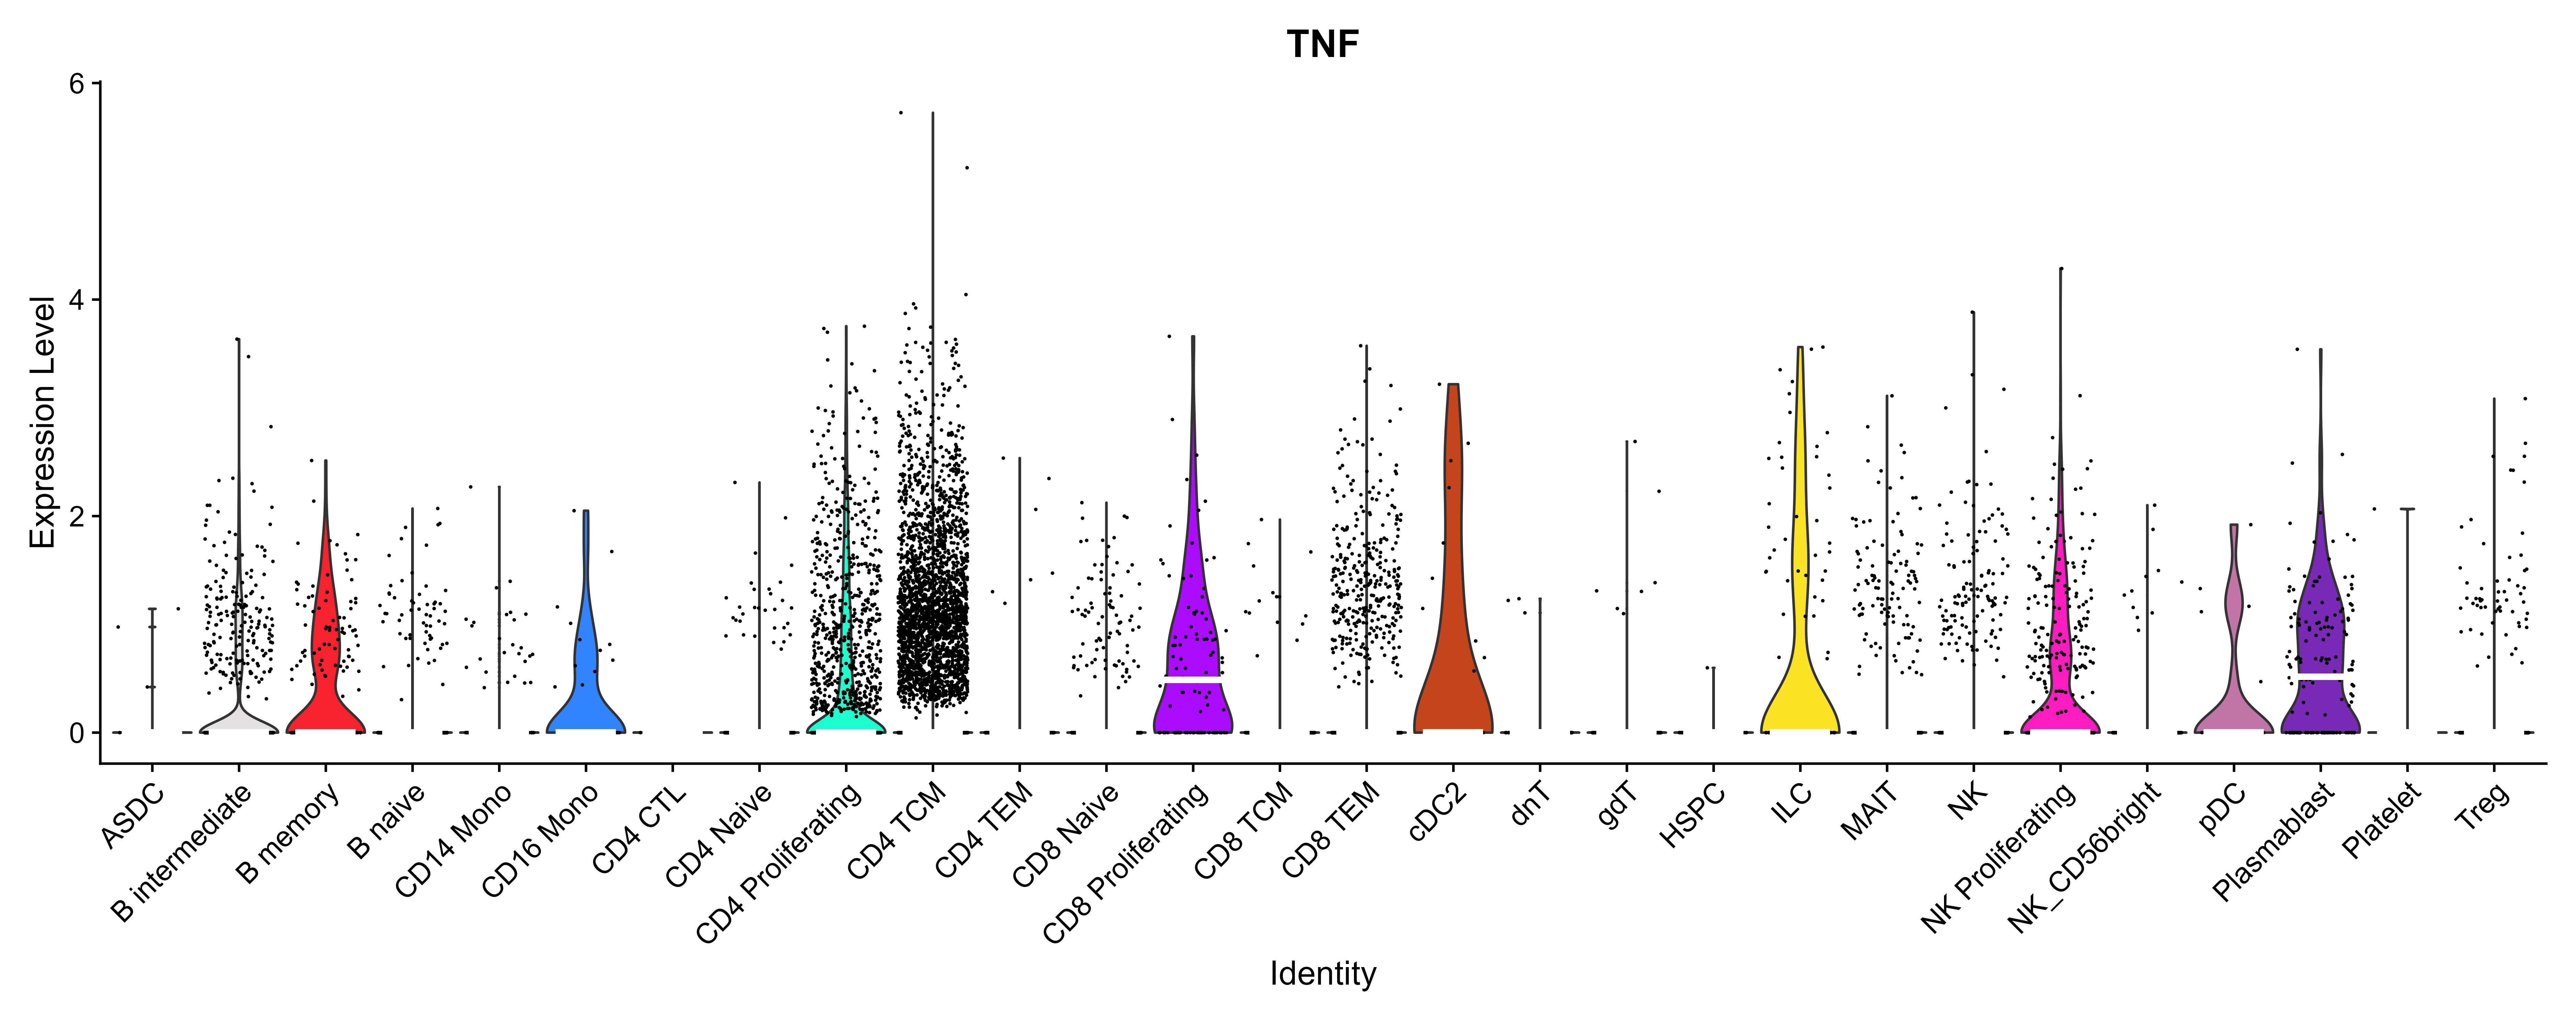 TNF
Expression Level
6
4
2
0
ASDC
B intermediate
B memory
B naive
CD14 Mono
CD16 Mono
CD4 CTL
CD4 Naive
CD4 Proliferating
CD4 TCM
CD4 TEM
CD8 Naive
CD8 Proliferating
CD8 TCM
CD8 TEM
cDC2
dnT
gdT
HSPC
ILC
MAIT
NK
NK Proliferating
NK_CD56bright
pDC
Plasmablast
Platelet
Treg
Identity